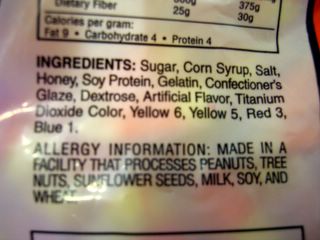 Dietary Fiber 25g 375g
30g
Calories per gram:
Fat 9 • Carbohydrate 4 • Protein 4
INGREDIENTS: Sugar, Corn Syrup, Salt,
Honey, Soy Protein, Gelatin, Confectioner's
Glaze, Dextrose, Artificial Flavor, Titanium
Dioxide Color, Yellow 6, Yellow 5, Red 3,
Blue 1.
ALLERGY INFORMATION: MADE IN A
FACILITY THAT PROCESSES PEANUTS, TREE
NUTS, SUNFLOWER SEEDS, MILK, SOY, AND
WHEAT.